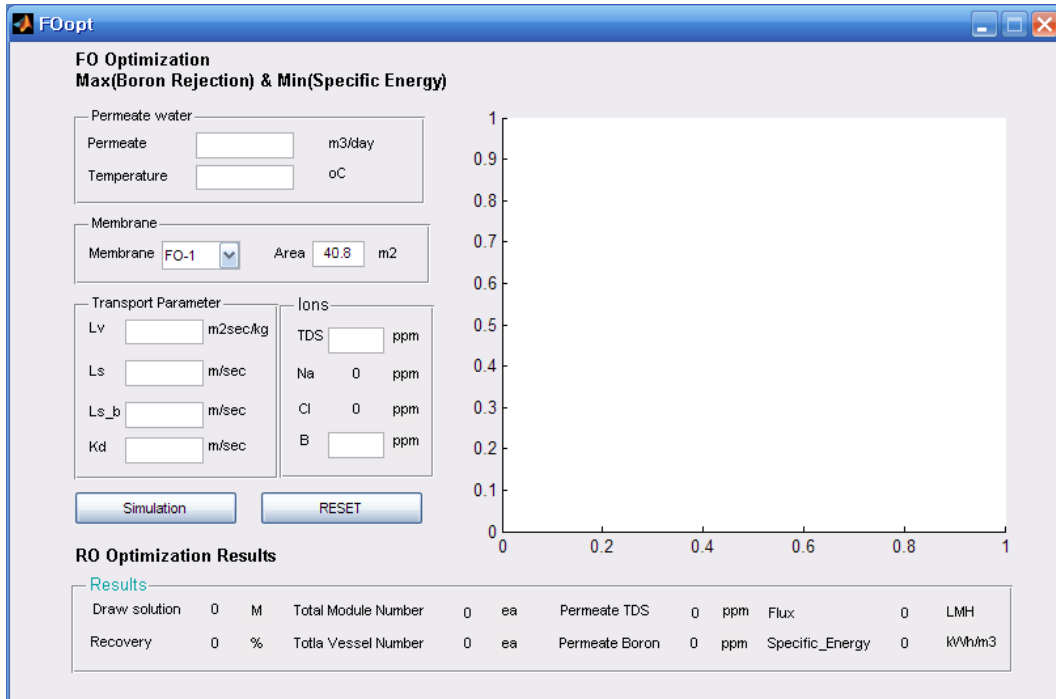 FOopt
FO Optimization
Max(Boron Rejection) & Min(Specific Energy)
Permeate water
Permeate m3/day
Temperature oC
Membrane
Membrane FO-1 Area 40.8 m2
Transport Parameter
Lv m2sec/kg
Ls m/sec
Ls_b m/sec
Kd m/sec
Ions
TDS ppm
Na 0 ppm
Cl 0 ppm
B ppm
Simulation RESET
1
0.9
0.8
0.7
0.6
0.5
0.4
0.3
0.2
0.1
0
0 0.2 0.4 0.6 0.8 1
RO Optimization Results
Results
Draw solution 0 M Total Module Number 0 ea Permeate TDS 0 ppm Flux 0 LMH
Recovery 0 % Totla Vessel Number 0 ea Permeate Boron 0 ppm Specific_Energy 0 kWh/m3